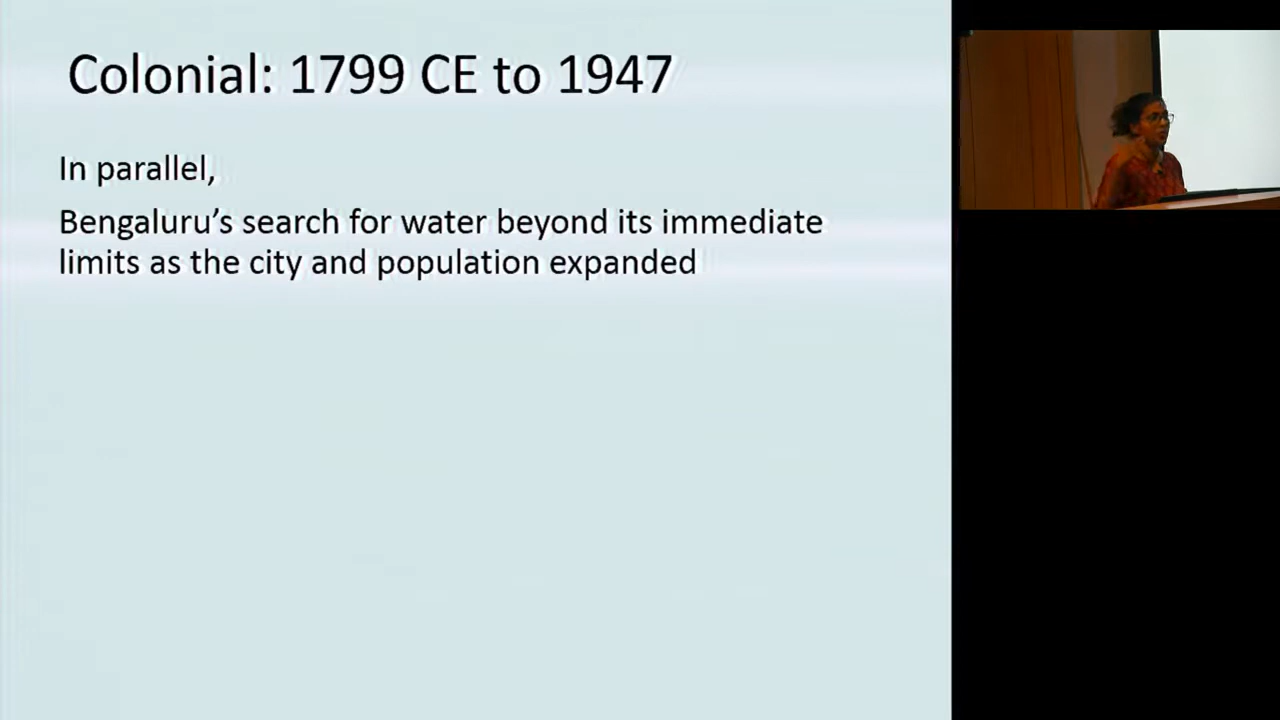 Colonial: 1799 CE to 1947
In parallel,
Bengaluru’s search for water beyond its immediate
limits as the city and population expanded